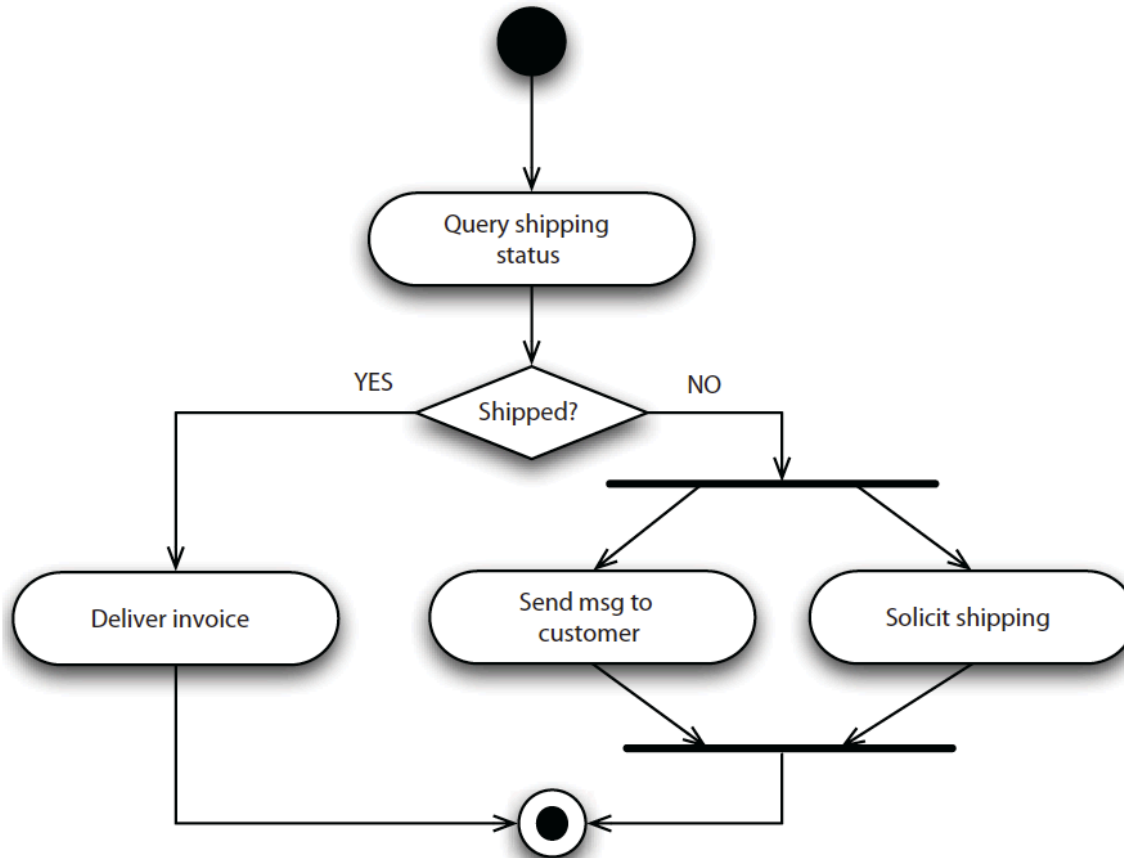 Query shipping
status
YES
NO
Shipped?
Deliver invoice
Send msg to
customer
Solicit shipping